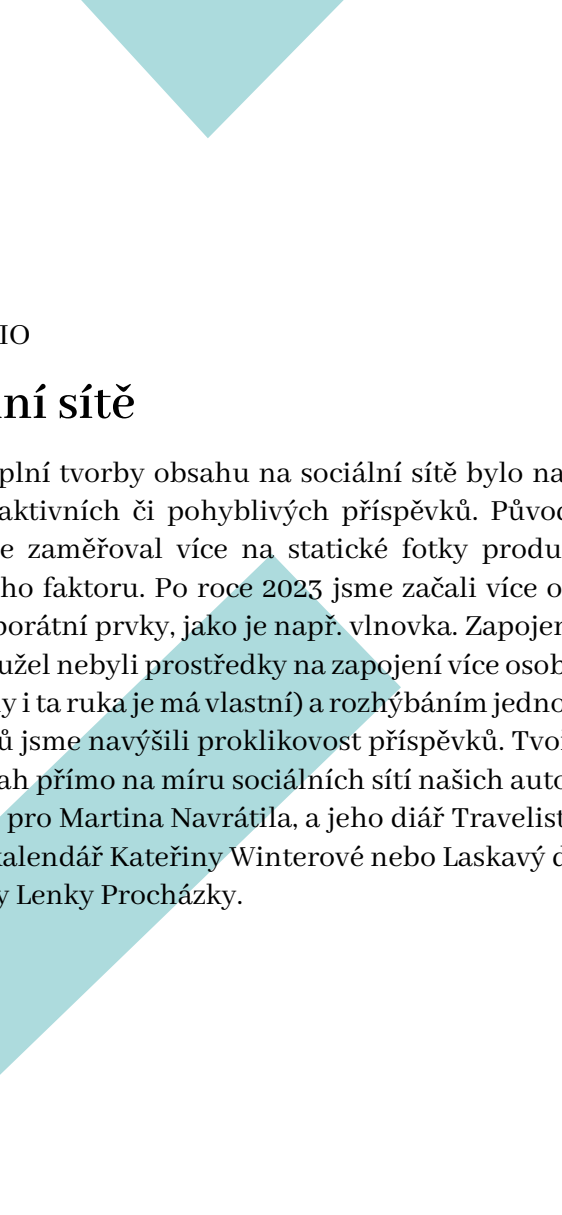 IO
ní sítě
plní tvorby obsahu na sociální sítě bylo na
aktivních či pohyblivých příspěvků. Původ
e zaměřoval více na statické fotky produ
ho faktoru. Po roce 2023 jsme začali více o
porátní prvky, jako je např. vlnovka. Zapojen
užel nebyli prostředky na zapojení více osob
y i ta ruka je má vlastní) a rozhýbáním jedno
ů jsme navýšili proklikovost příspěvků. Tvoř
ah přímo na míru sociálních sítí našich auto
pro Martina Navrátila, a jeho diář Travelist
kalendář Kateřiny Winterové nebo Laskavý d
y Lenky Procházky.